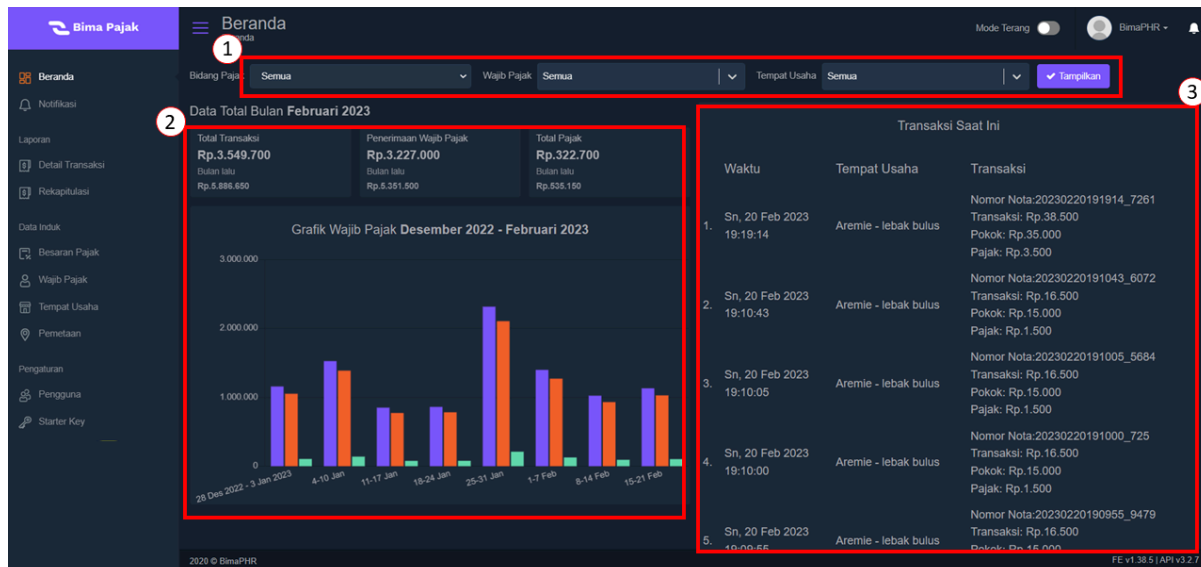 Bima Pajak
Beranda
Mode Terang
BimaPHR
1
Bidang Pajak Semua
Wajib Pajak Semua
Tempat Usaha Semua
Tampilkan
Beranda
Notifikasi
Laporan
Detail Transaksi
Rekapitulasi
Data Induk
Besaran Pajak
Wajib Pajak
Tempat Usaha
Pemetaan
Pengaturan
Pengguna
Starter Key
2
Data Total Bulan Februari 2023
Total Transaksi
Rp.3.549.700
Bulan lalu
Rp.5.886.650
Penerimaan Wajib Pajak
Rp.3.227.000
Bulan lalu
Rp.5.351.500
Total Pajak
Rp.322.700
Bulan lalu
Rp.535.150
Grafik Wajib Pajak Desember 2022 - Februari 2023
3.000.000
2.000.000
1.000.000
0
28 Des 2022 - 3 Jan 2023
4-10 Jan
11-17 Jan
18-24 Jan
25-31 Jan
1-7 Feb
8-14 Feb
15-21 Feb
3
Transaksi Saat Ini
Waktu Tempat Usaha Transaksi
1. Sn, 20 Feb 2023
19:19:14
Aremie - lebak bulus
Nomor Nota:20230220191914_7261
Transaksi: Rp.38.500
Pokok: Rp.35.000
Pajak: Rp.3.500
2. Sn, 20 Feb 2023
19:10:43
Aremie - lebak bulus
Nomor Nota:20230220191043_6072
Transaksi: Rp.16.500
Pokok: Rp.15.000
Pajak: Rp.1.500
3. Sn, 20 Feb 2023
19:10:05
Aremie - lebak bulus
Nomor Nota:20230220191005_5684
Transaksi: Rp.16.500
Pokok: Rp.15.000
Pajak: Rp.1.500
4. Sn, 20 Feb 2023
19:10:00
Aremie - lebak bulus
Nomor Nota:20230220191000_725
Transaksi: Rp.16.500
Pokok: Rp.15.000
Pajak: Rp.1.500
5. Sn, 20 Feb 2023
19:09:55
Aremie - lebak bulus
Nomor Nota:20230220190955_9479
Transaksi: Rp.16.500
Pokok: Rp.15.000
2020 © BimaPHR
FE v1.38.5 | API v3.2.7